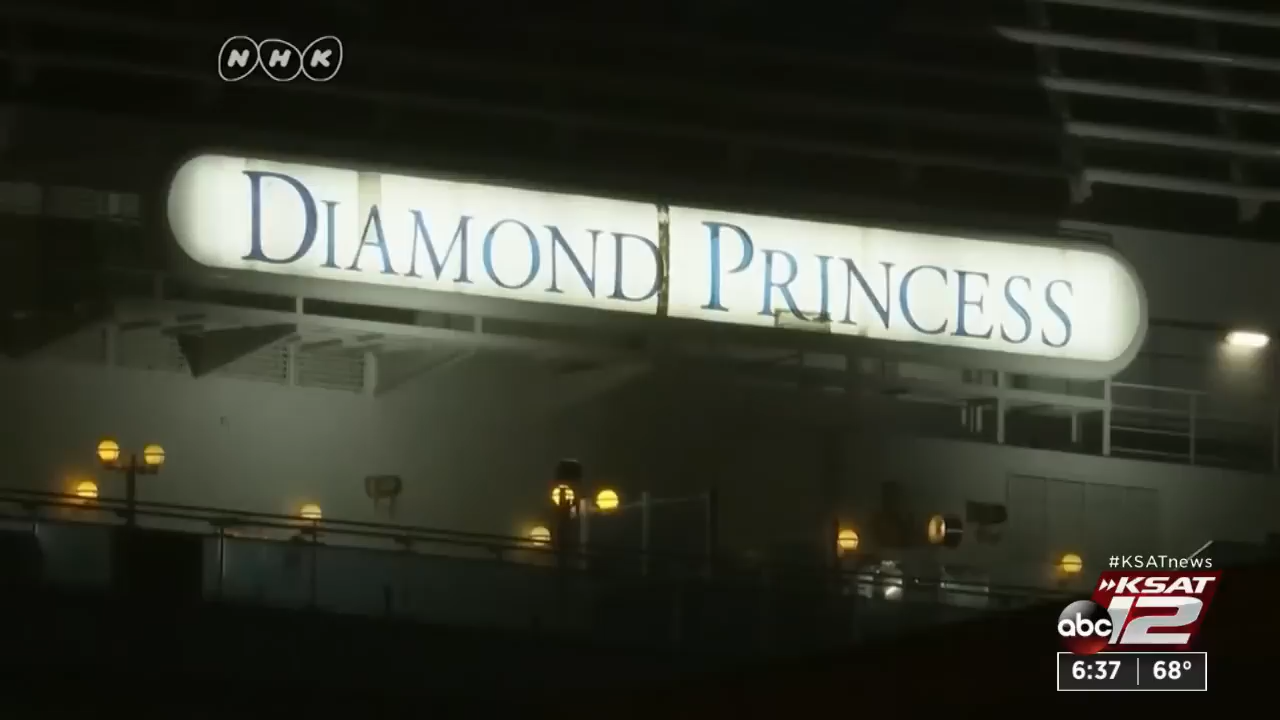 NHK
DIAMOND PRINCESS
#KSATnews
KSAT
abc 12
6:37 68°